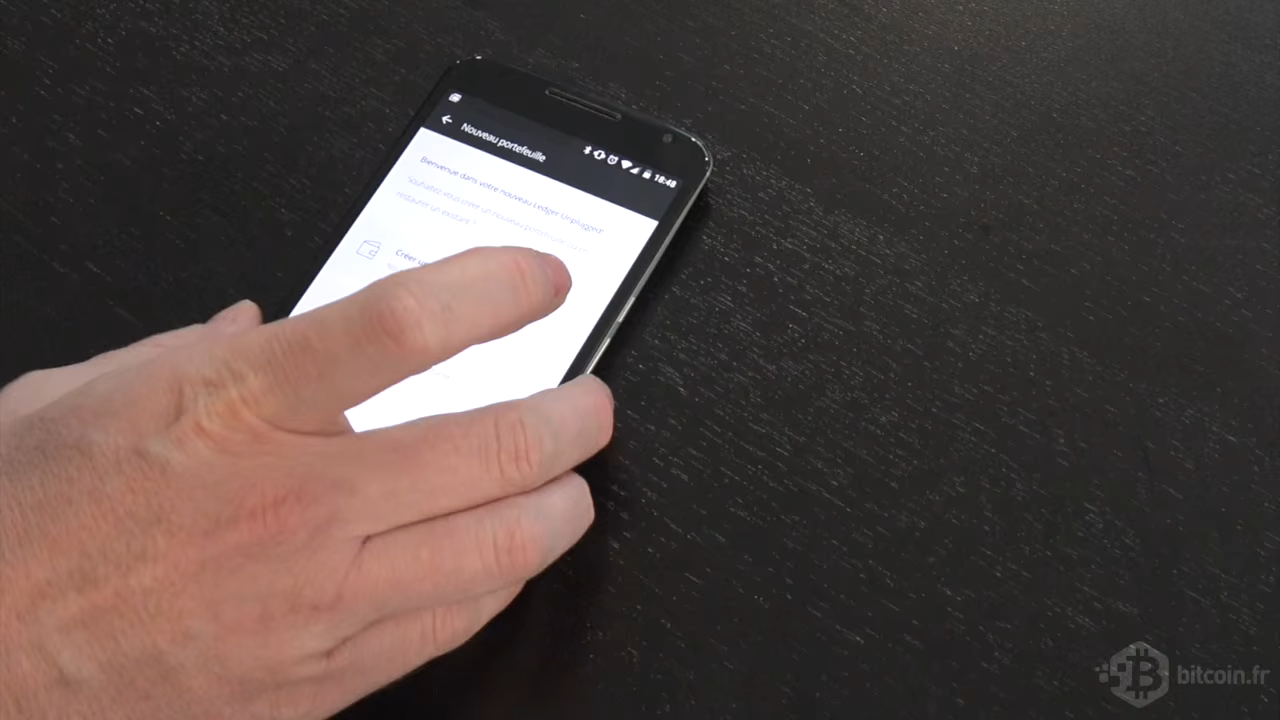 Nouveau portefeuille
18:48
Bienvenue dans votre nouveau Ledger Unplugged!
Souhaitez-vous créer un nouveau portefeuille ou en
restaurer un existant ?
Créer un
bitcoin.fr